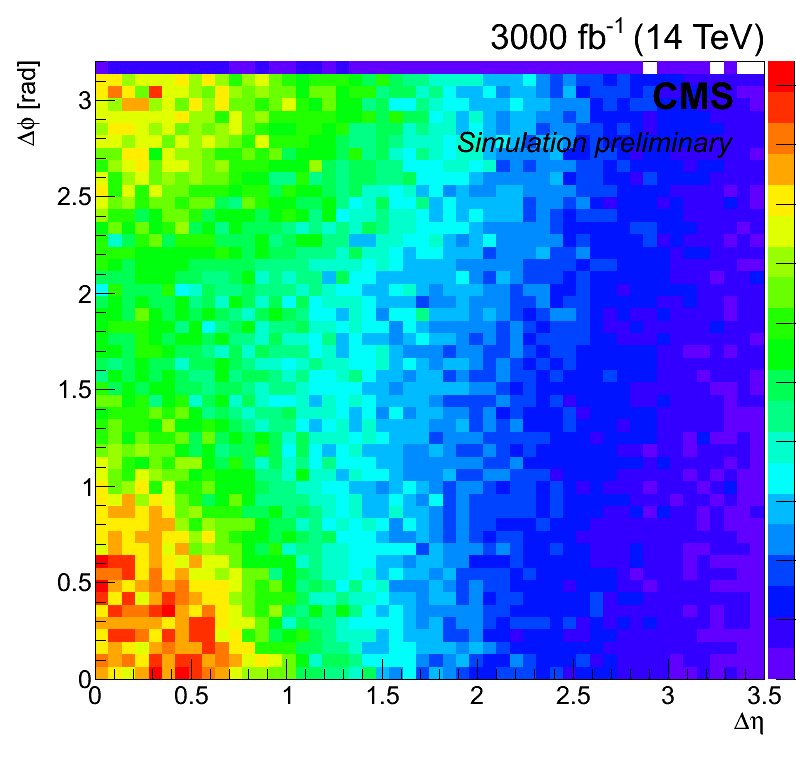 3000 fb-1 (14 TeV)
Δϕ [rad]
CMS
Simulation preliminary
3
2.5
2
1.5
1
0.5
0
0 0.5 1 1.5 2 2.5 3 3.5
Δη